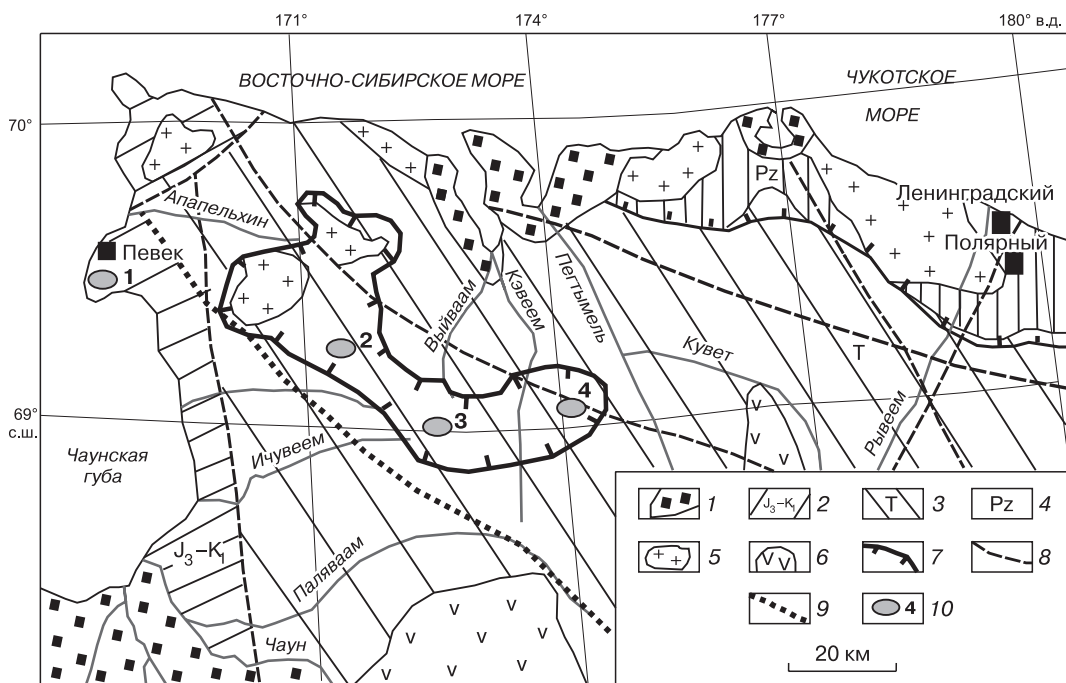 171°
174°
177°
180° в.д.
ВОСТОЧНО-СИБИРСКОЕ МОРЕ
ЧУКОТСКОЕ
МОРЕ
70°
Pz
Ленинградский
Апапельхин
Полярный
Певек
1
Пегтымель
Кэвеем
Выйваам
2
Кувет
T
4
3
69°
с.ш.
Рывеем
Чаунская
губа
Ичувеем
J₃–K₁
Паляваам
Чаун
1
J₃–K₁ 2
T 3
Pz 4
5
6
7
8
9
4 10
20 км